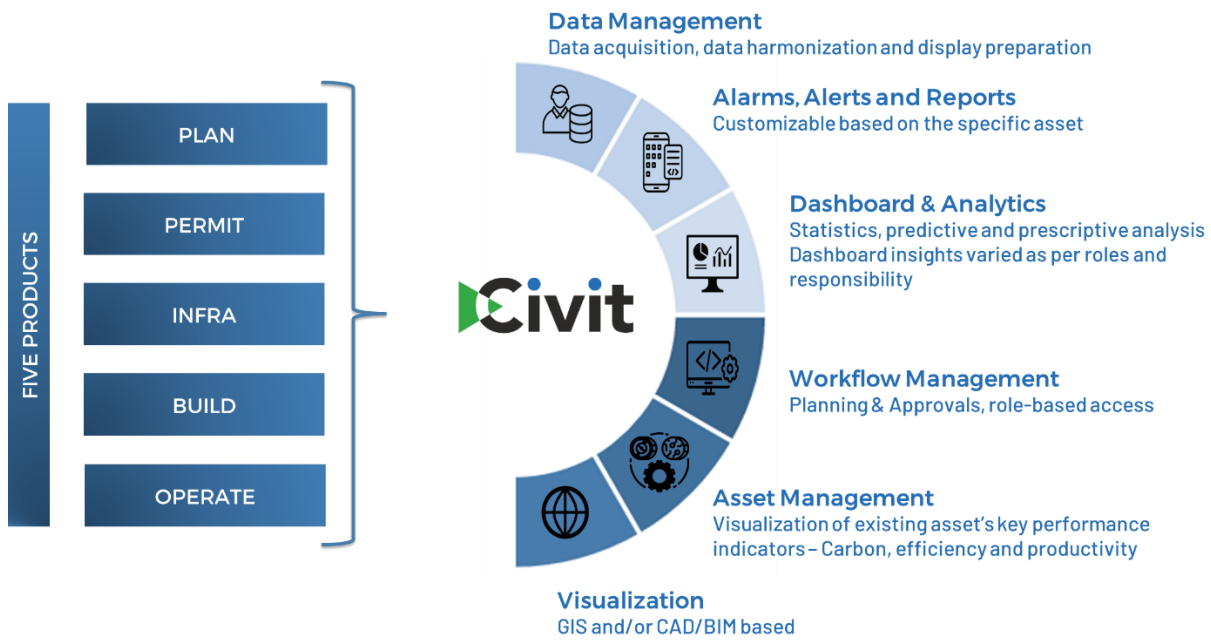 FIVE PRODUCTS
PLAN
PERMIT
INFRA
BUILD
OPERATE
Civit
Data Management
Data acquisition, data harmonization and display preparation
Alarms, Alerts and Reports
Customizable based on the specific asset
Dashboard & Analytics
Statistics, predictive and prescriptive analysis
Dashboard insights varied as per roles and
responsibility
Workflow Management
Planning & Approvals, role-based access
Asset Management
Visualization of existing asset's key performance
indicators – Carbon, efficiency and productivity
Visualization
GIS and/or CAD/BIM based